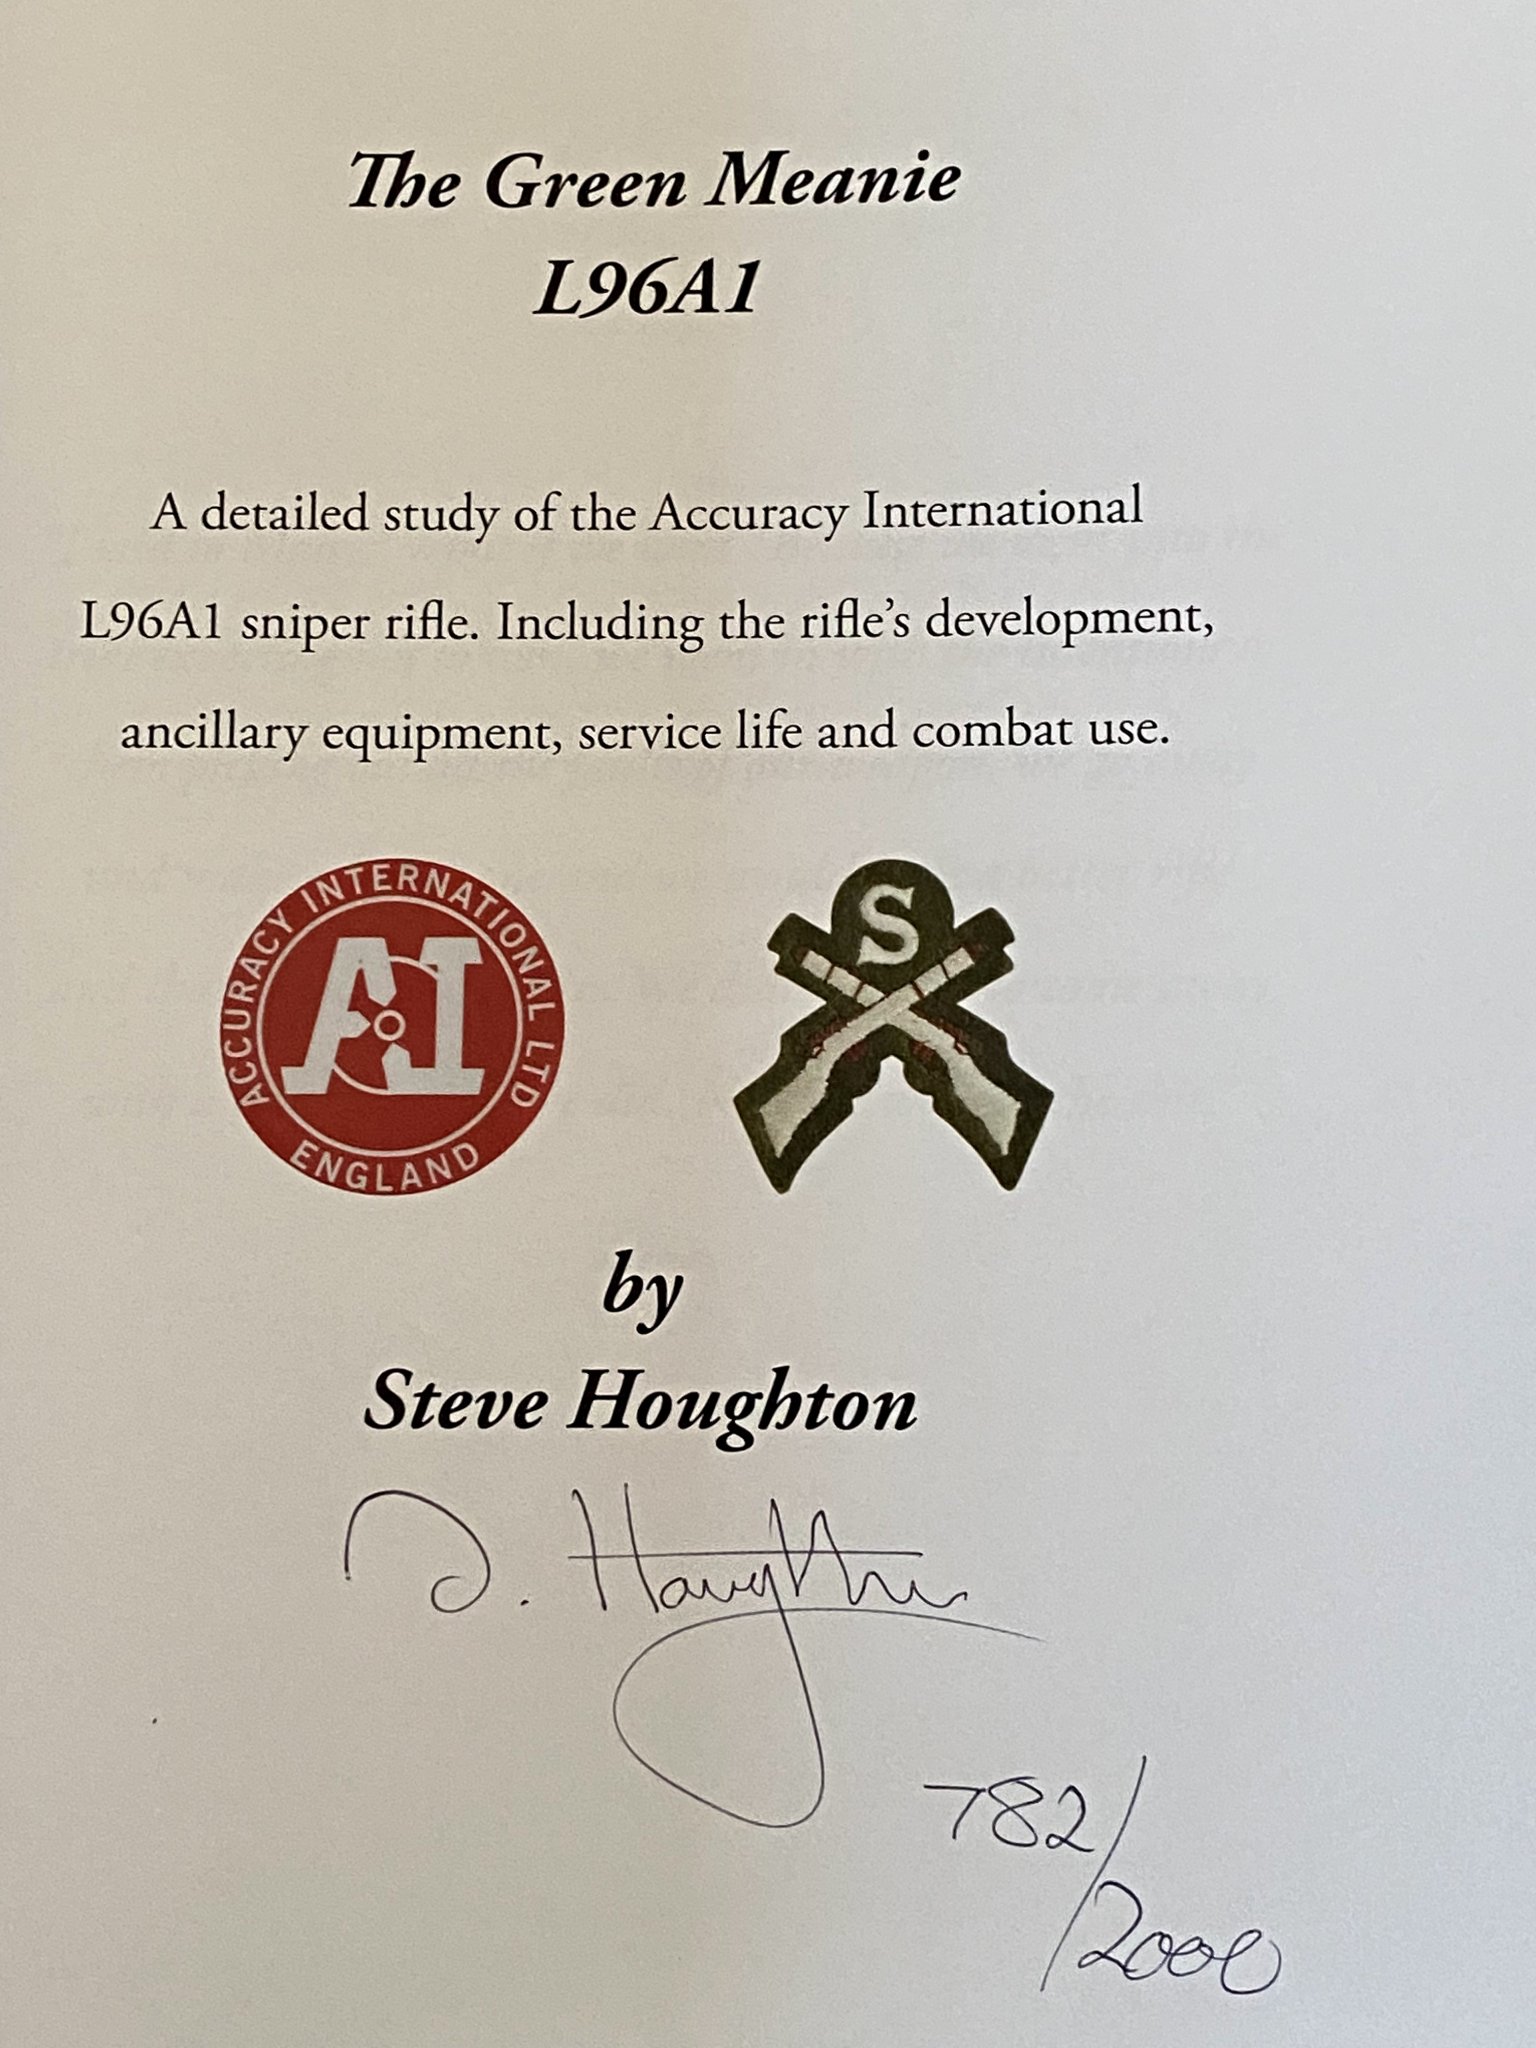 The Green Meanie
L96A1
A detailed study of the Accuracy International
L96A1 sniper rifle. Including the rifle’s development,
ancillary equipment, service life and combat use.
ACCURACY INTERNATIONAL LTD
AI
ENGLAND
S
by
Steve Houghton
S. Houghton
782/
2000